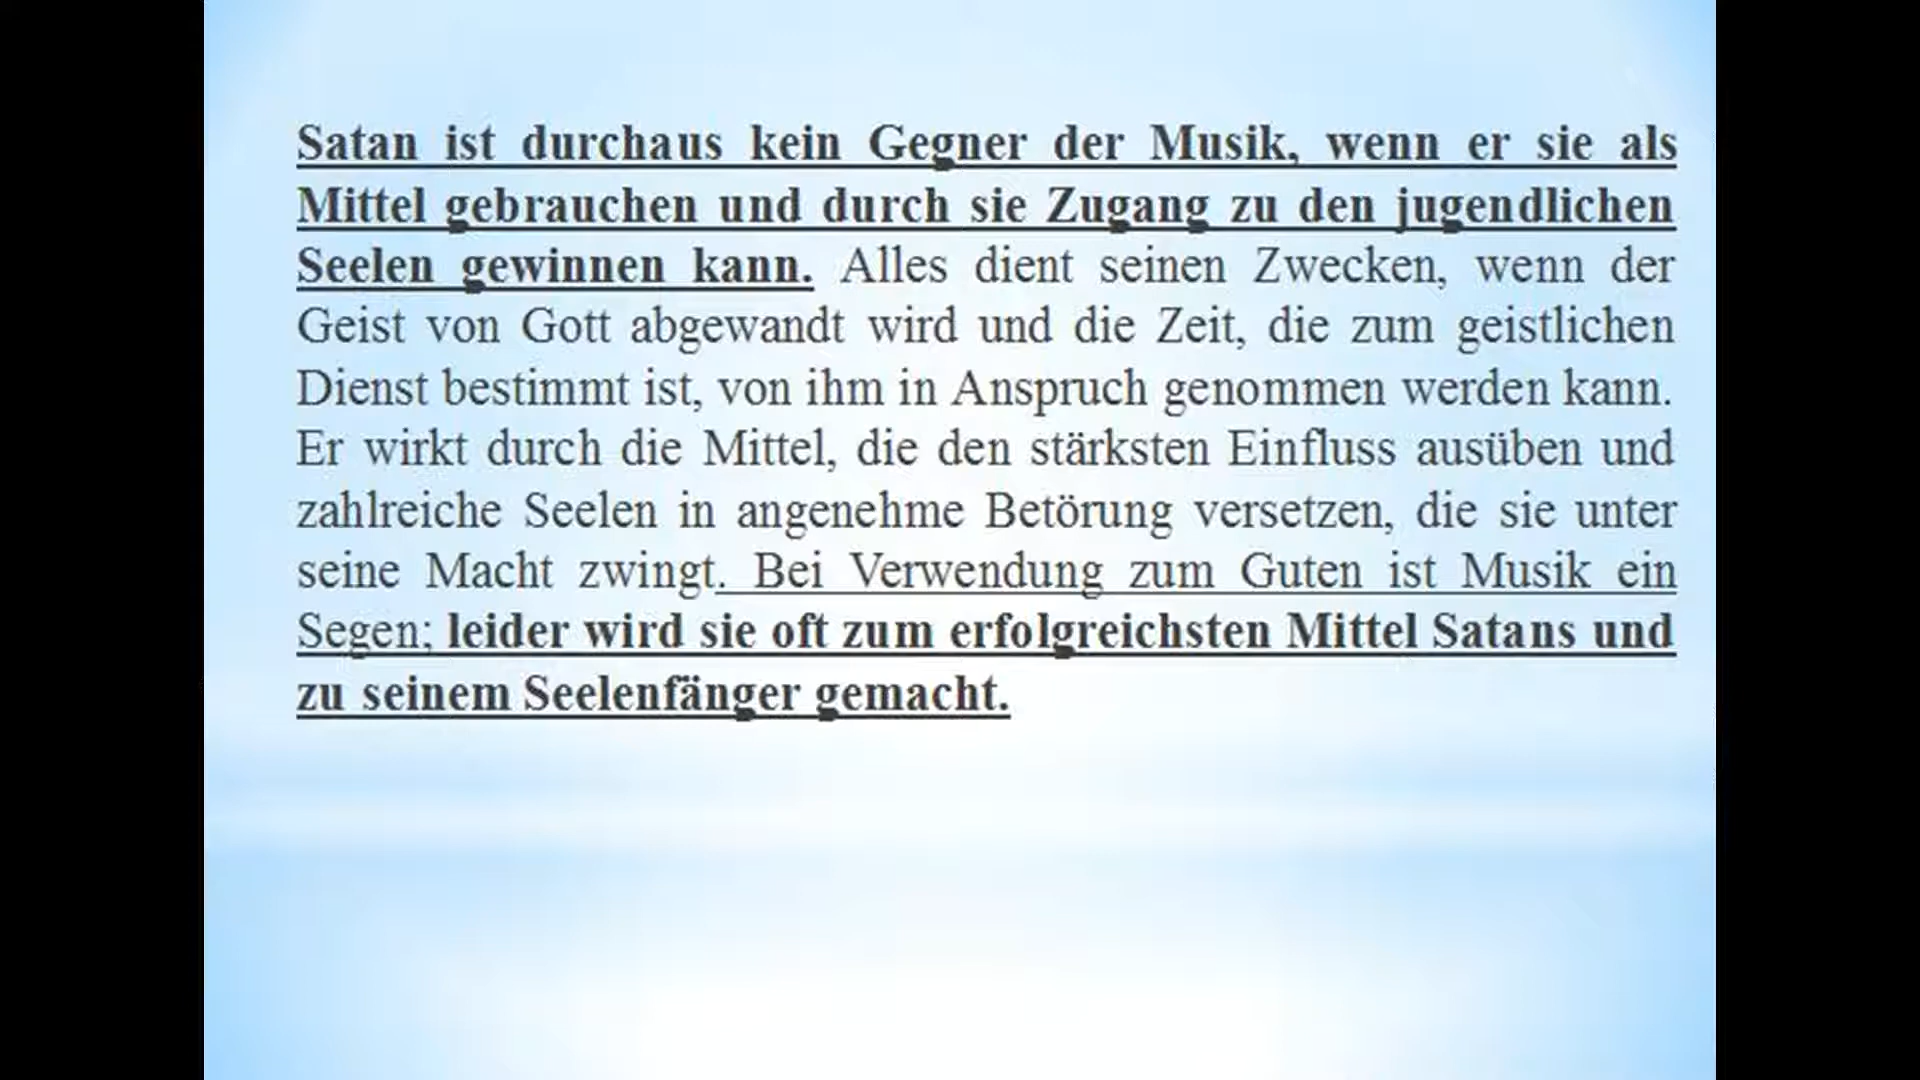 Satan ist durchaus kein Gegner der Musik, wenn er sie als
Mittel gebrauchen und durch sie Zugang zu den jugendlichen
Seelen gewinnen kann. Alles dient seinen Zwecken, wenn der
Geist von Gott abgewandt wird und die Zeit, die zum geistlichen
Dienst bestimmt ist, von ihm in Anspruch genommen werden kann.
Er wirkt durch die Mittel, die den stärksten Einfluss ausüben und
zahlreiche Seelen in angenehme Betörung versetzen, die sie unter
seine Macht zwingt. Bei Verwendung zum Guten ist Musik ein
Segen; leider wird sie oft zum erfolgreichsten Mittel Satans und
zu seinem Seelenfänger gemacht.